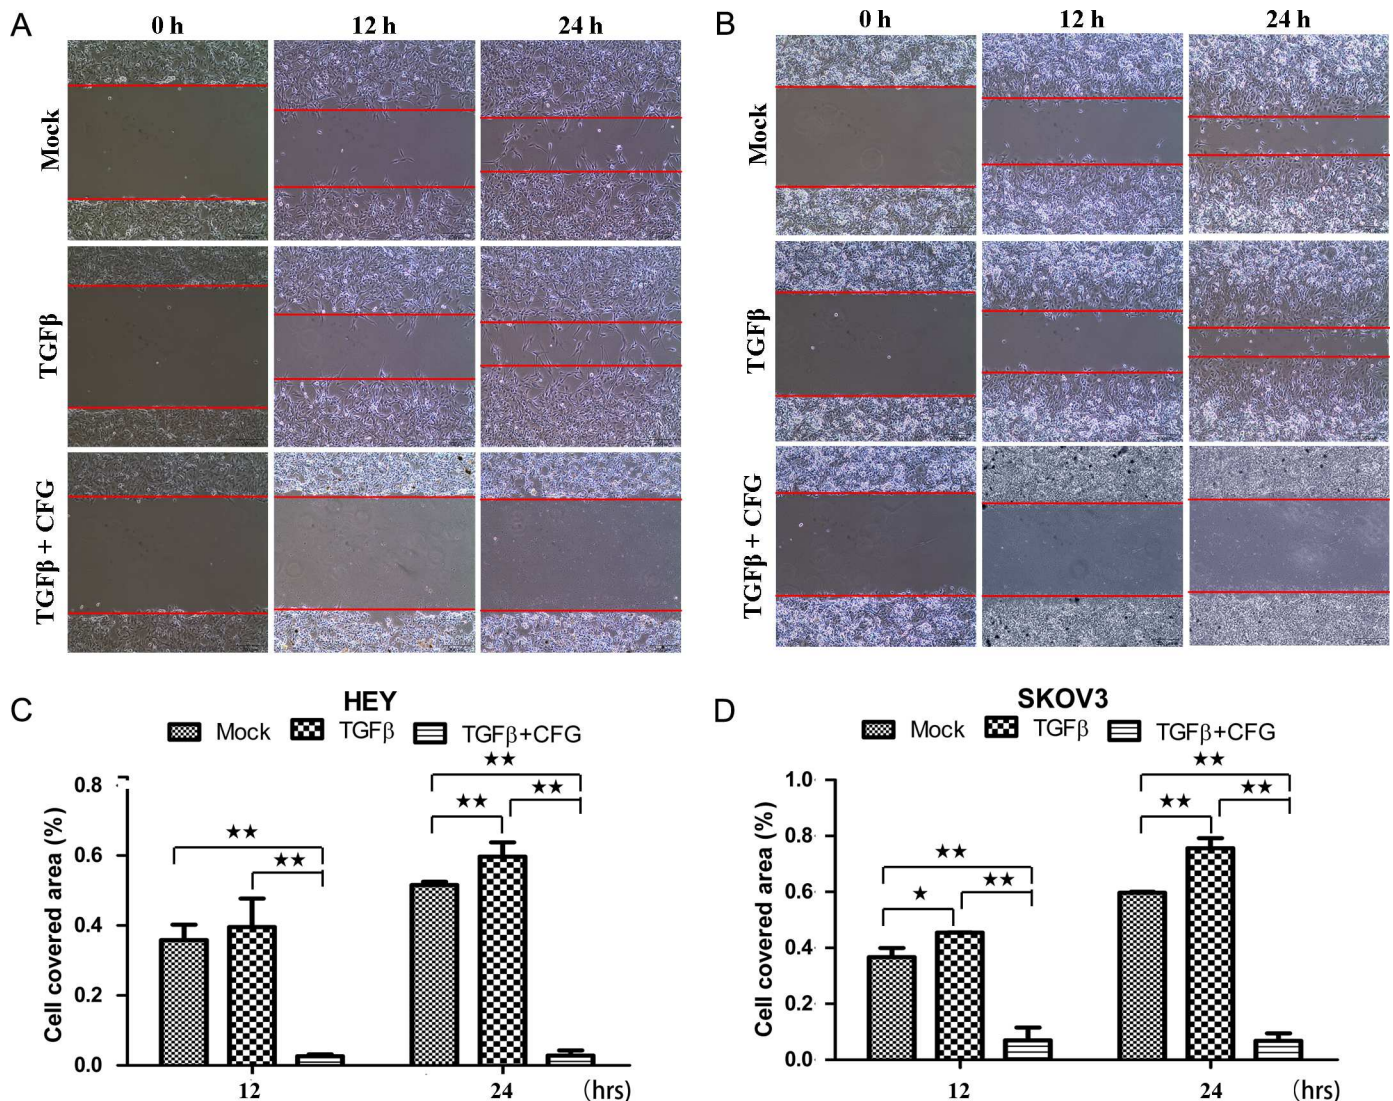 A
0 h
12 h
24 h
Mock
TGFβ
TGFβ + CFG
B
0 h
12 h
24 h
Mock
TGFβ
TGFβ + CFG
C
HEY
Mock
TGFβ
TGFβ+CFG
Cell covered area (%)
0.8
0.6
0.4
0.2
0.0
★★
★★
★★
★★
★★
12
24
(hrs)
D
SKOV3
Mock
TGFβ
TGFβ+CFG
Cell covered area (%)
1.0
0.8
0.6
0.4
0.2
0.0
★★
★★
★
★★
★★
★★
12
24
(hrs)